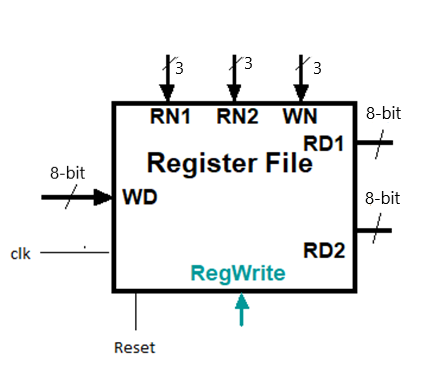 3 3 3
RN1 RN2 WN
8-bit
RD1
Register File
8-bit
WD
8-bit
clk
RD2
RegWrite
Reset